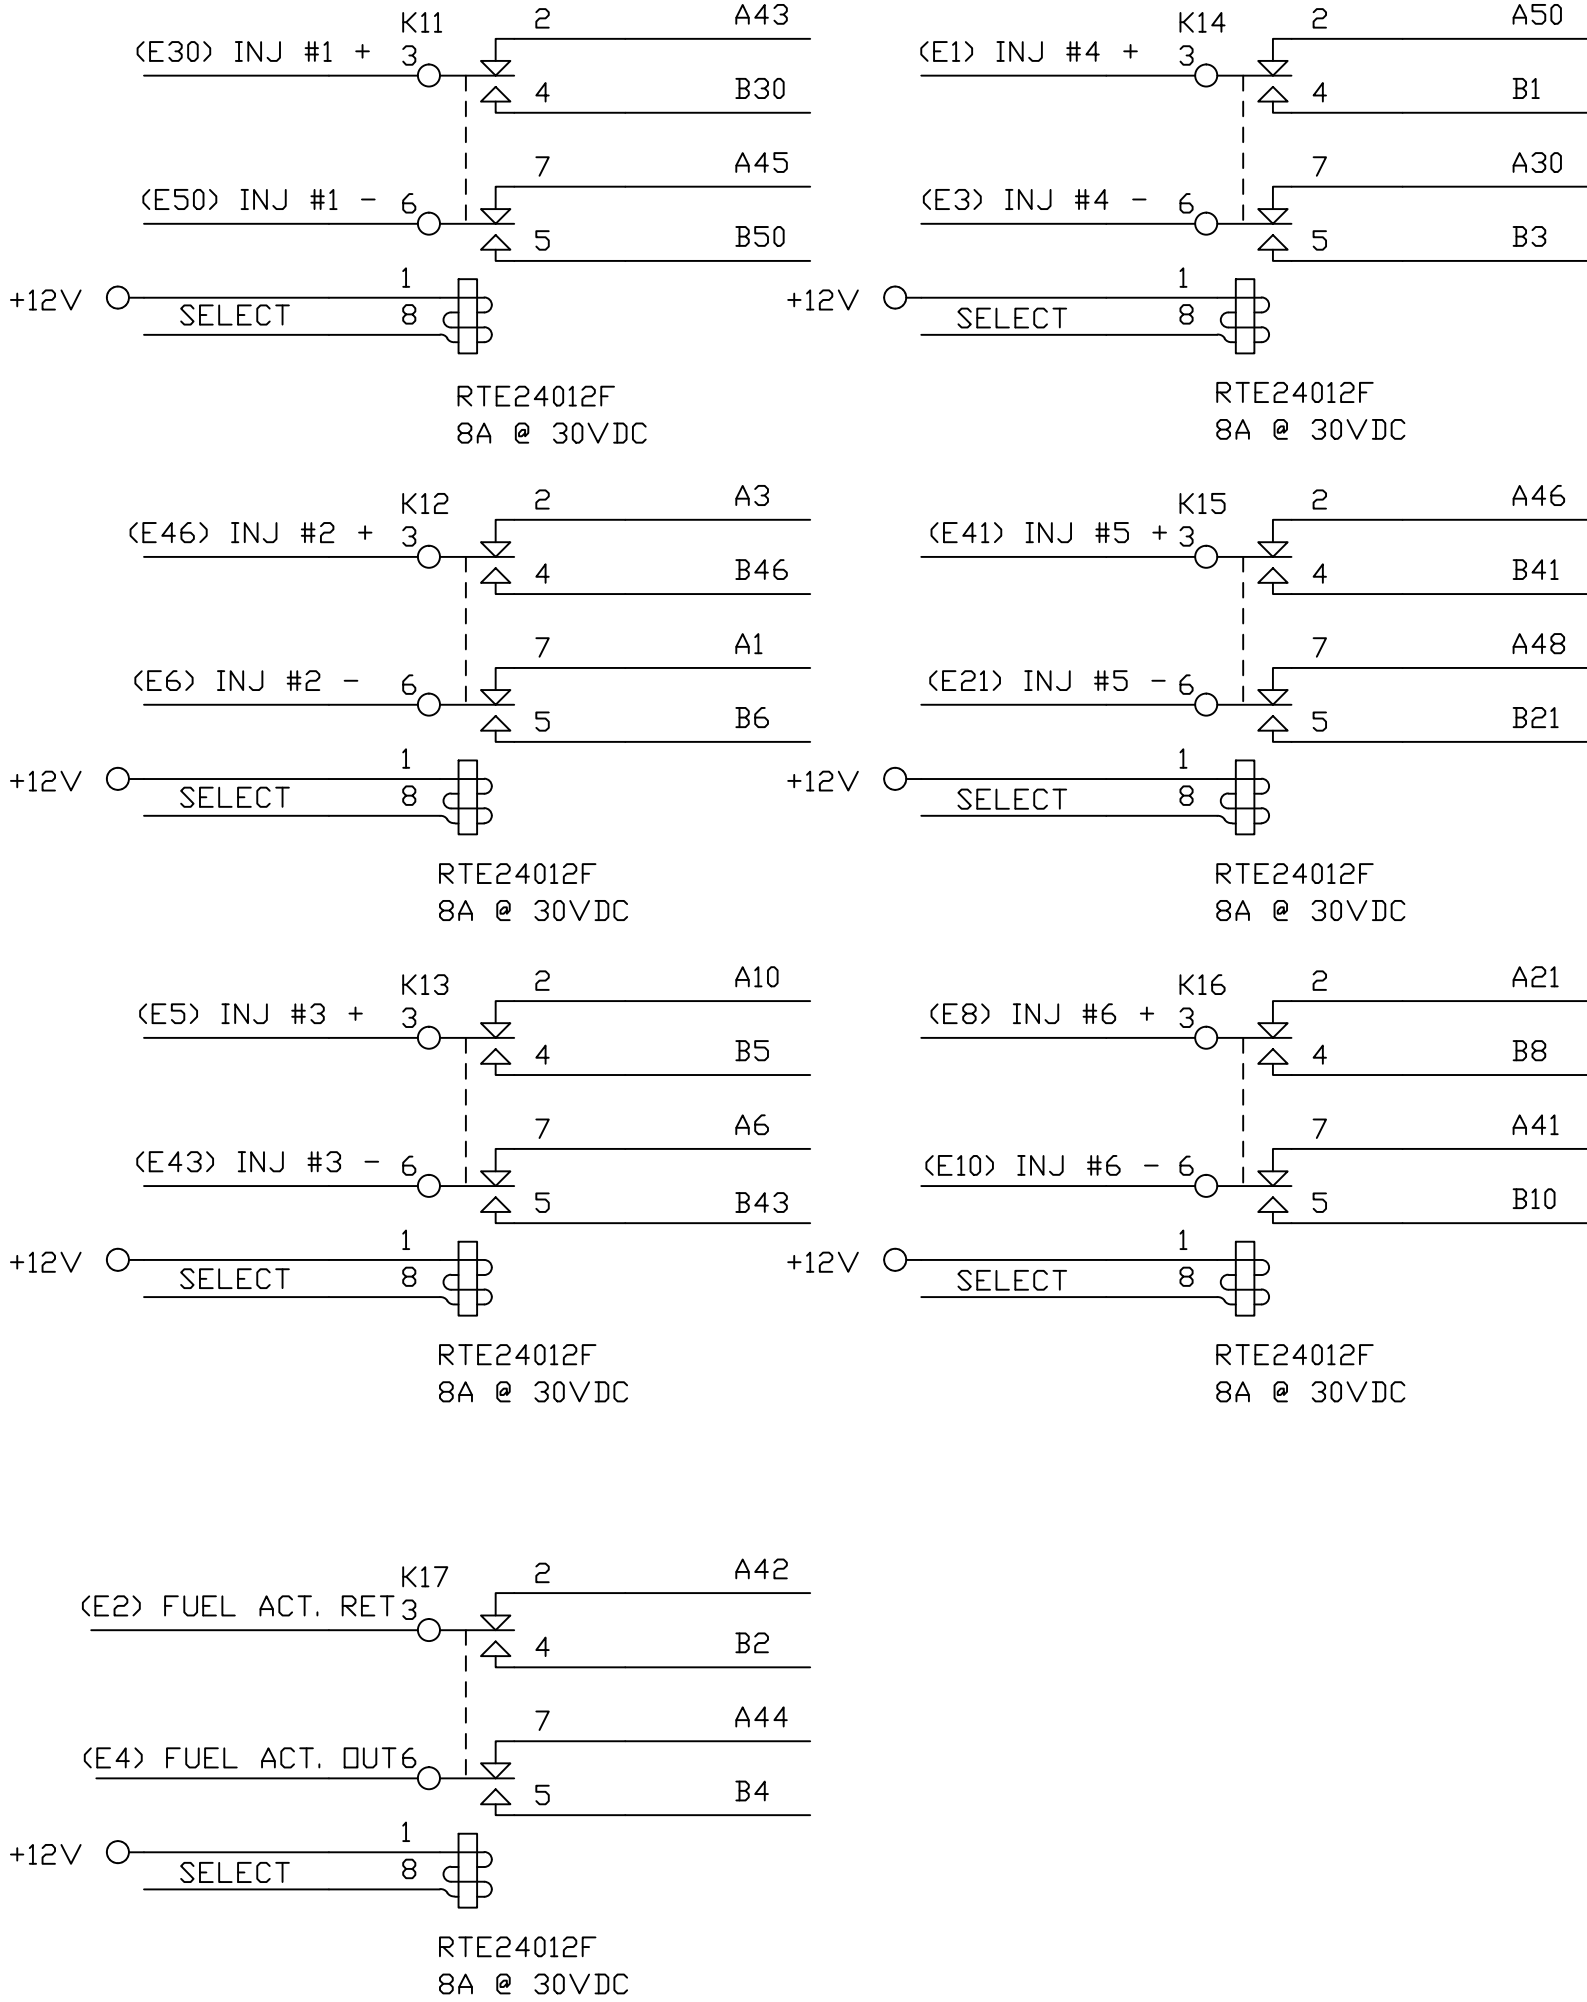 K11
2
A43
(E30) INJ #1 +
3
4
B30
7
A45
(E50) INJ #1 -
6
5
B50
1
+12V
SELECT
8
RTE24012F
8A @ 30VDC
K14
2
A50
(E1) INJ #4 +
3
4
B1
7
A30
(E3) INJ #4 -
6
5
B3
1
+12V
SELECT
8
RTE24012F
8A @ 30VDC
K12
2
A3
(E46) INJ #2 +
3
4
B46
7
A1
(E6) INJ #2 -
6
5
B6
1
+12V
SELECT
8
RTE24012F
8A @ 30VDC
K15
2
A46
(E41) INJ #5 +
3
4
B41
7
A48
(E21) INJ #5 -
6
5
B21
1
+12V
SELECT
8
RTE24012F
8A @ 30VDC
K13
2
A10
(E5) INJ #3 +
3
4
B5
7
A6
(E43) INJ #3 -
6
5
B43
1
+12V
SELECT
8
RTE24012F
8A @ 30VDC
K16
2
A21
(E8) INJ #6 +
3
4
B8
7
A41
(E10) INJ #6 -
6
5
B10
1
+12V
SELECT
8
RTE24012F
8A @ 30VDC
K17
2
A42
(E2) FUEL ACT. RET
3
4
B2
7
A44
(E4) FUEL ACT. OUT
6
5
B4
1
+12V
SELECT
8
RTE24012F
8A @ 30VDC